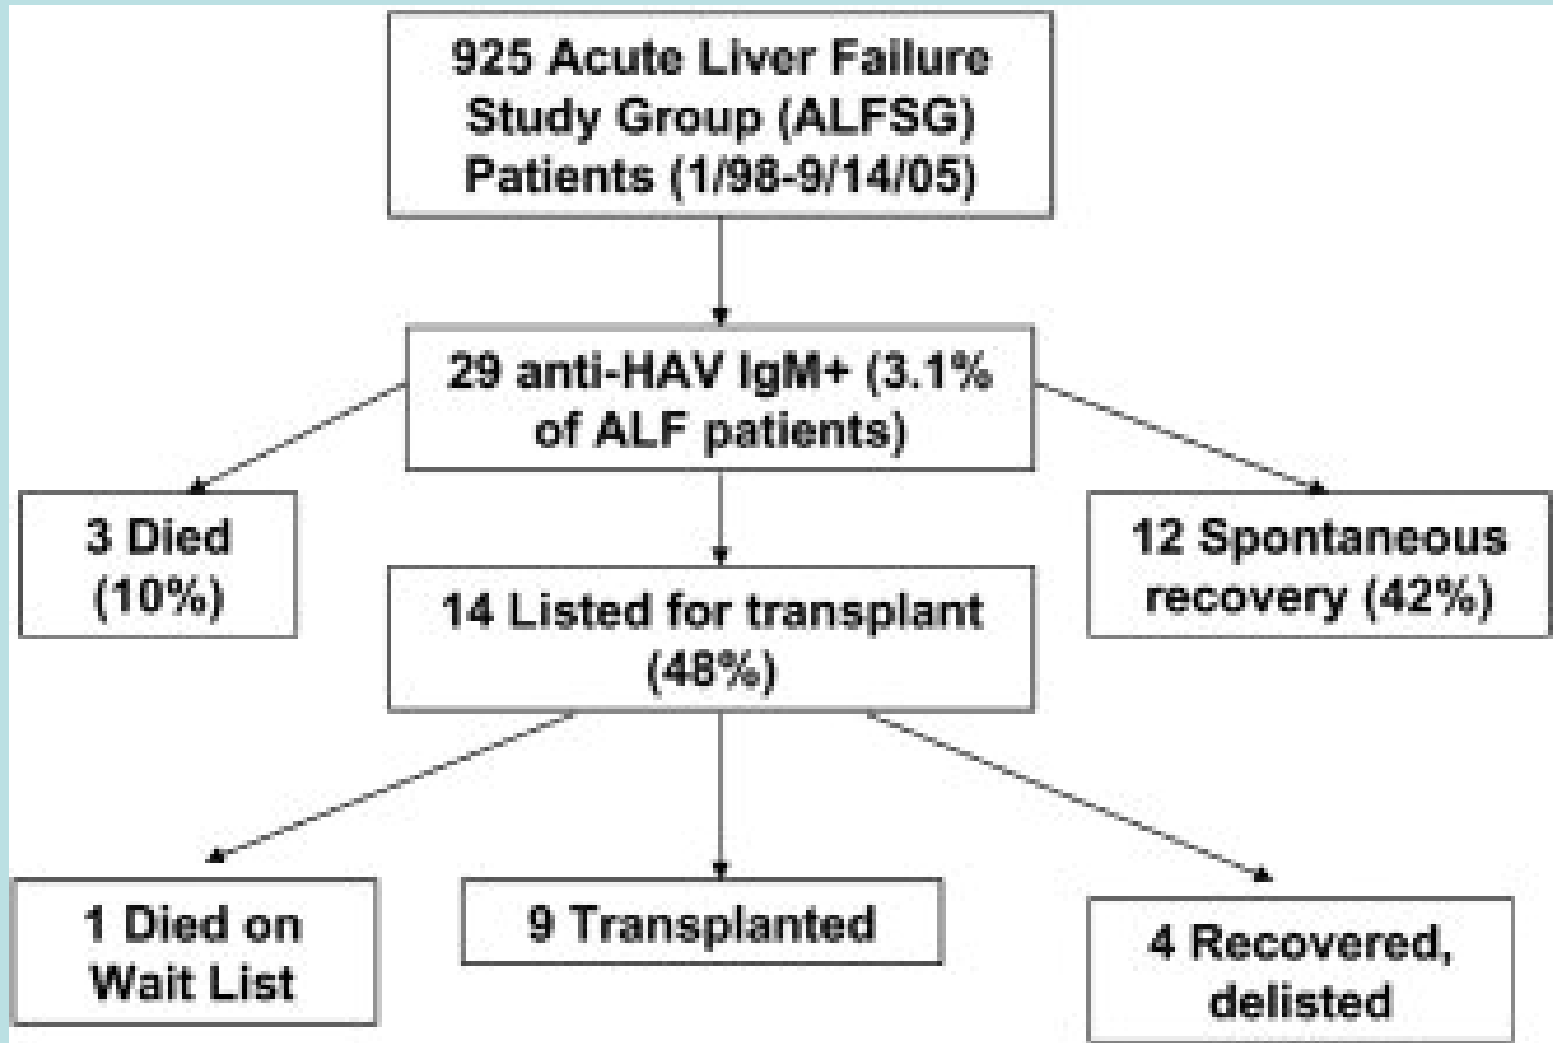 925 Acute Liver Failure
Study Group (ALFSG)
Patients (1/98-9/14/05)
29 anti-HAV IgM+ (3.1%
of ALF patients)
3 Died
(10%)
14 Listed for transplant
(48%)
12 Spontaneous
recovery (42%)
1 Died on
Wait List
9 Transplanted
4 Recovered,
delisted